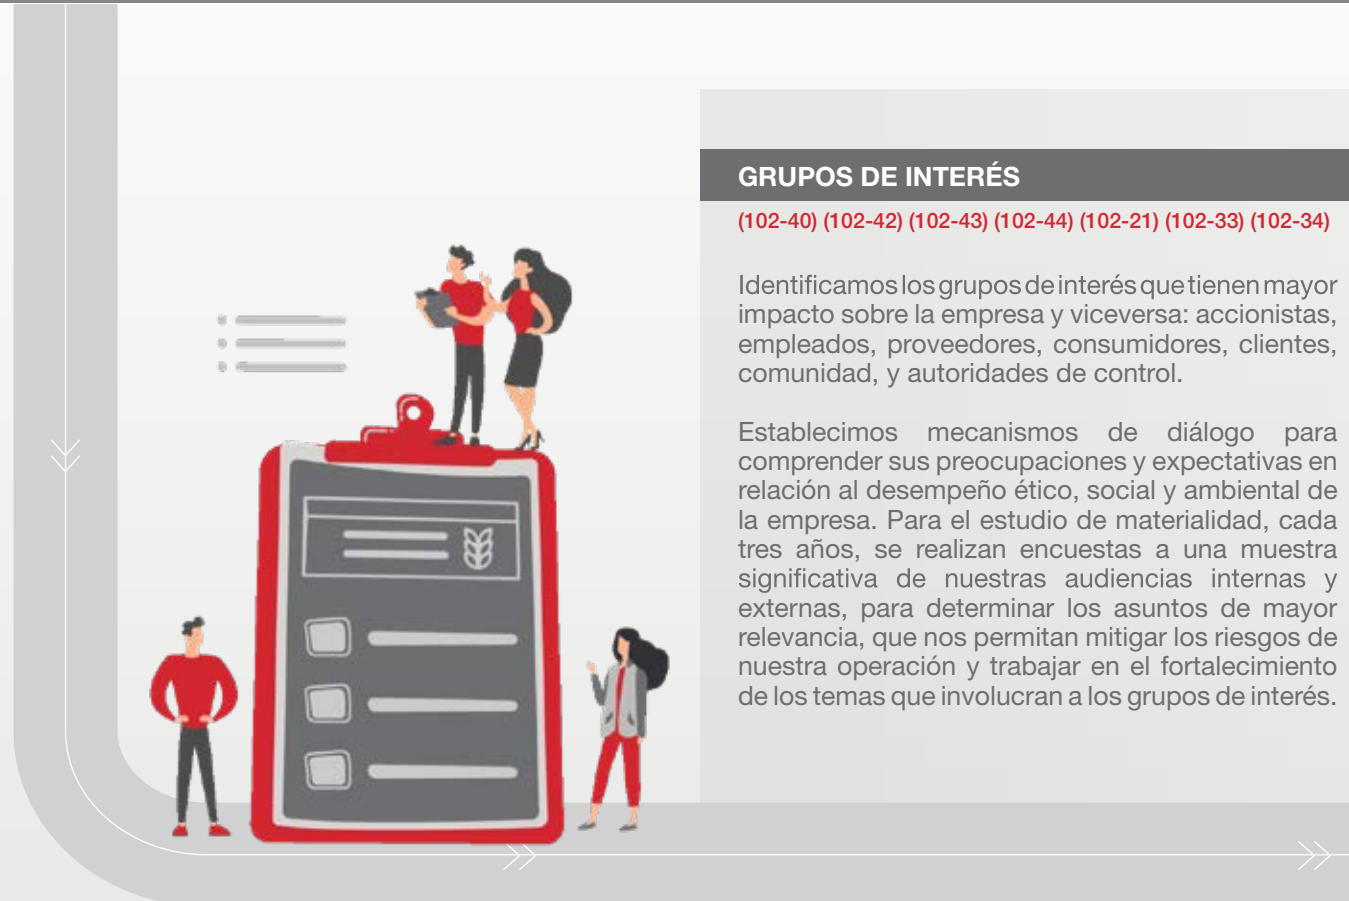 GRUPOS DE INTERÉS
(102-40) (102-42) (102-43) (102-44) (102-21) (102-33) (102-34)
Identificamos los grupos de interés que tienen mayor
impacto sobre la empresa y viceversa: accionistas,
empleados, proveedores, consumidores, clientes,
comunidad, y autoridades de control.
Establecimos mecanismos de diálogo para
comprender sus preocupaciones y expectativas en
relación al desempeño ético, social y ambiental de
la empresa. Para el estudio de materialidad, cada
tres años, se realizan encuestas a una muestra
significativa de nuestras audiencias internas y
externas, para determinar los asuntos de mayor
relevancia, que nos permitan mitigar los riesgos de
nuestra operación y trabajar en el fortalecimiento
de los temas que involucran a los grupos de interés.